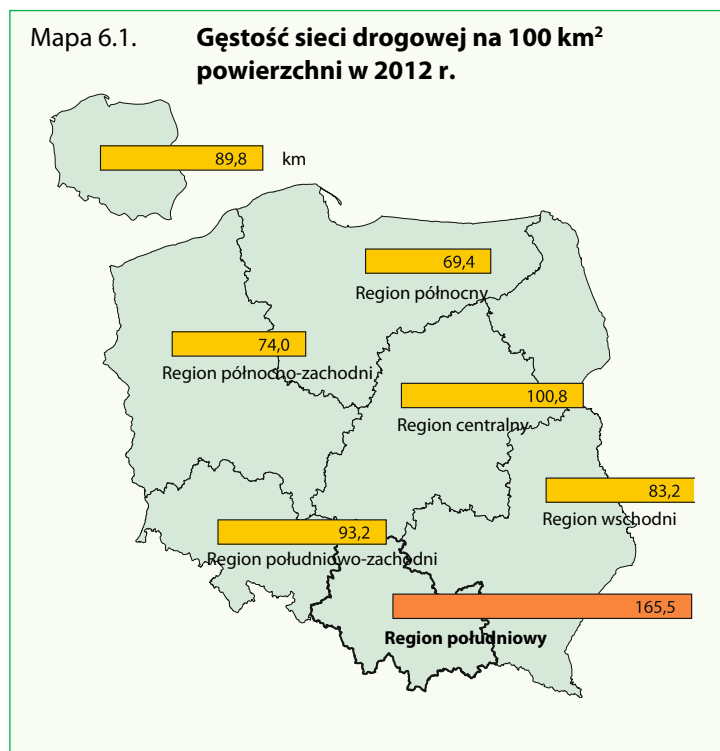 Mapa 6.1. Gęstość sieci drogowej na 100 km²
powierzchni w 2012 r.
89,8 km
69,4
Region północny
74,0
Region północno-zachodni
100,8
Region centralny
83,2
Region wschodni
93,2
Region południowo-zachodni
165,5
Region południowy